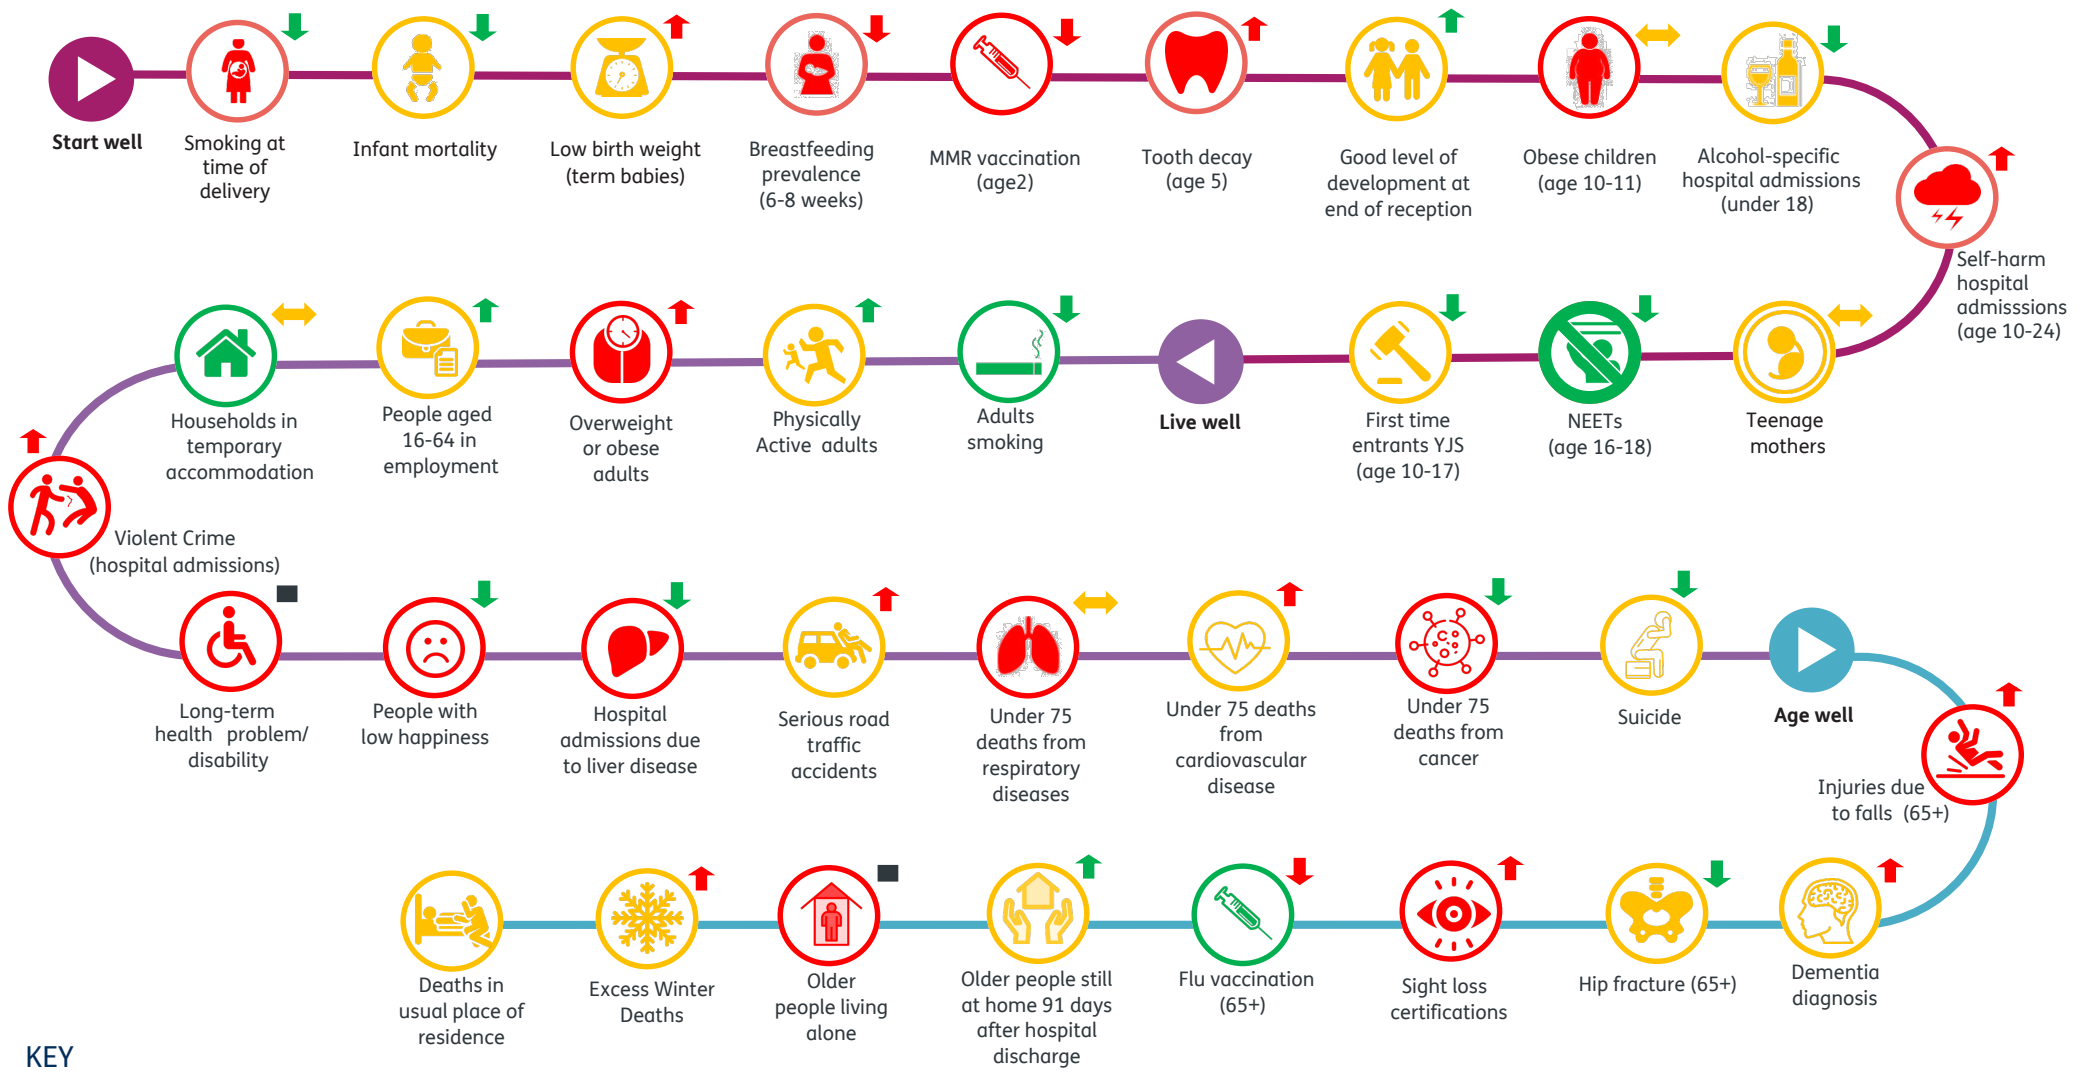 Start well
Smoking at
time of
delivery
Infant mortality
Low birth weight
(term babies)
Breastfeeding
prevalence
(6-8 weeks)
MMR vaccination
(age2)
Tooth decay
(age 5)
Good level of
development at
end of reception
Obese children
(age 10-11)
Alcohol-specific
hospital admissions
(under 18)
Self-harm
hospital
admisssions
(age 10-24)
Teenage
mothers
NEETs
(age 16-18)
First time
entrants YJS
(age 10-17)
Live well
Adults
smoking
Physically
Active adults
Overweight
or obese
adults
People aged
16-64 in
employment
Households in
temporary
accommodation
Violent Crime
(hospital admissions)
Long-term
health problem/
disability
People with
low happiness
Hospital
admissions due
to liver disease
Serious road
traffic
accidents
Under 75
deaths from
respiratory
diseases
Under 75 deaths
from
cardiovascular
disease
Under 75
deaths from
cancer
Suicide
Age well
Injuries due
to falls (65+)
Dementia
diagnosis
Hip fracture (65+)
Sight loss
certifications
Flu vaccination
(65+)
Older people still
at home 91 days
after hospital
discharge
Older
people living
alone
Excess Winter
Deaths
Deaths in
usual place of
residence
KEY